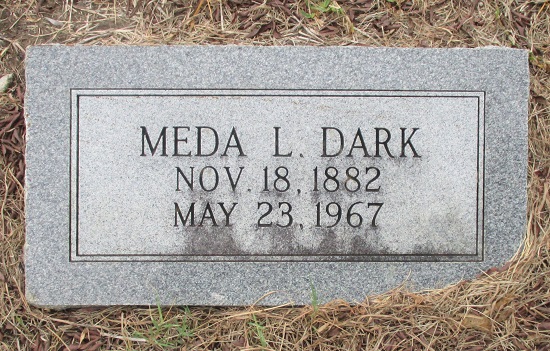 MEDA L. DARK
NOV. 18, 1882
MAY 23, 1967